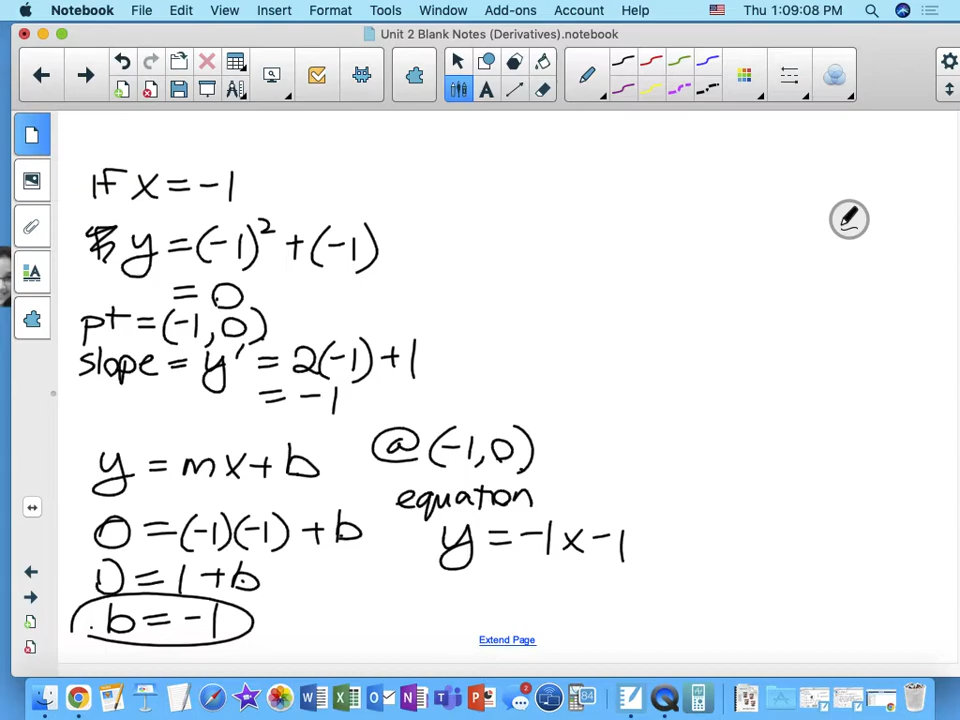 Notebook File Edit View Insert Format Tools Window Add-ons Account Help Thu 1:09:08 PM
Unit 2 Blank Notes (Derivatives).notebook
If x = -1
y = (-1)² + (-1)
= 0
pt = (-1, 0)
slope = y' = 2(-1) + 1
= -1
y = mx + b
0 = (-1)(-1) + b
0 = 1 + b
b = -1
@ (-1, 0)
equation
y = -1x - 1
Extend Page